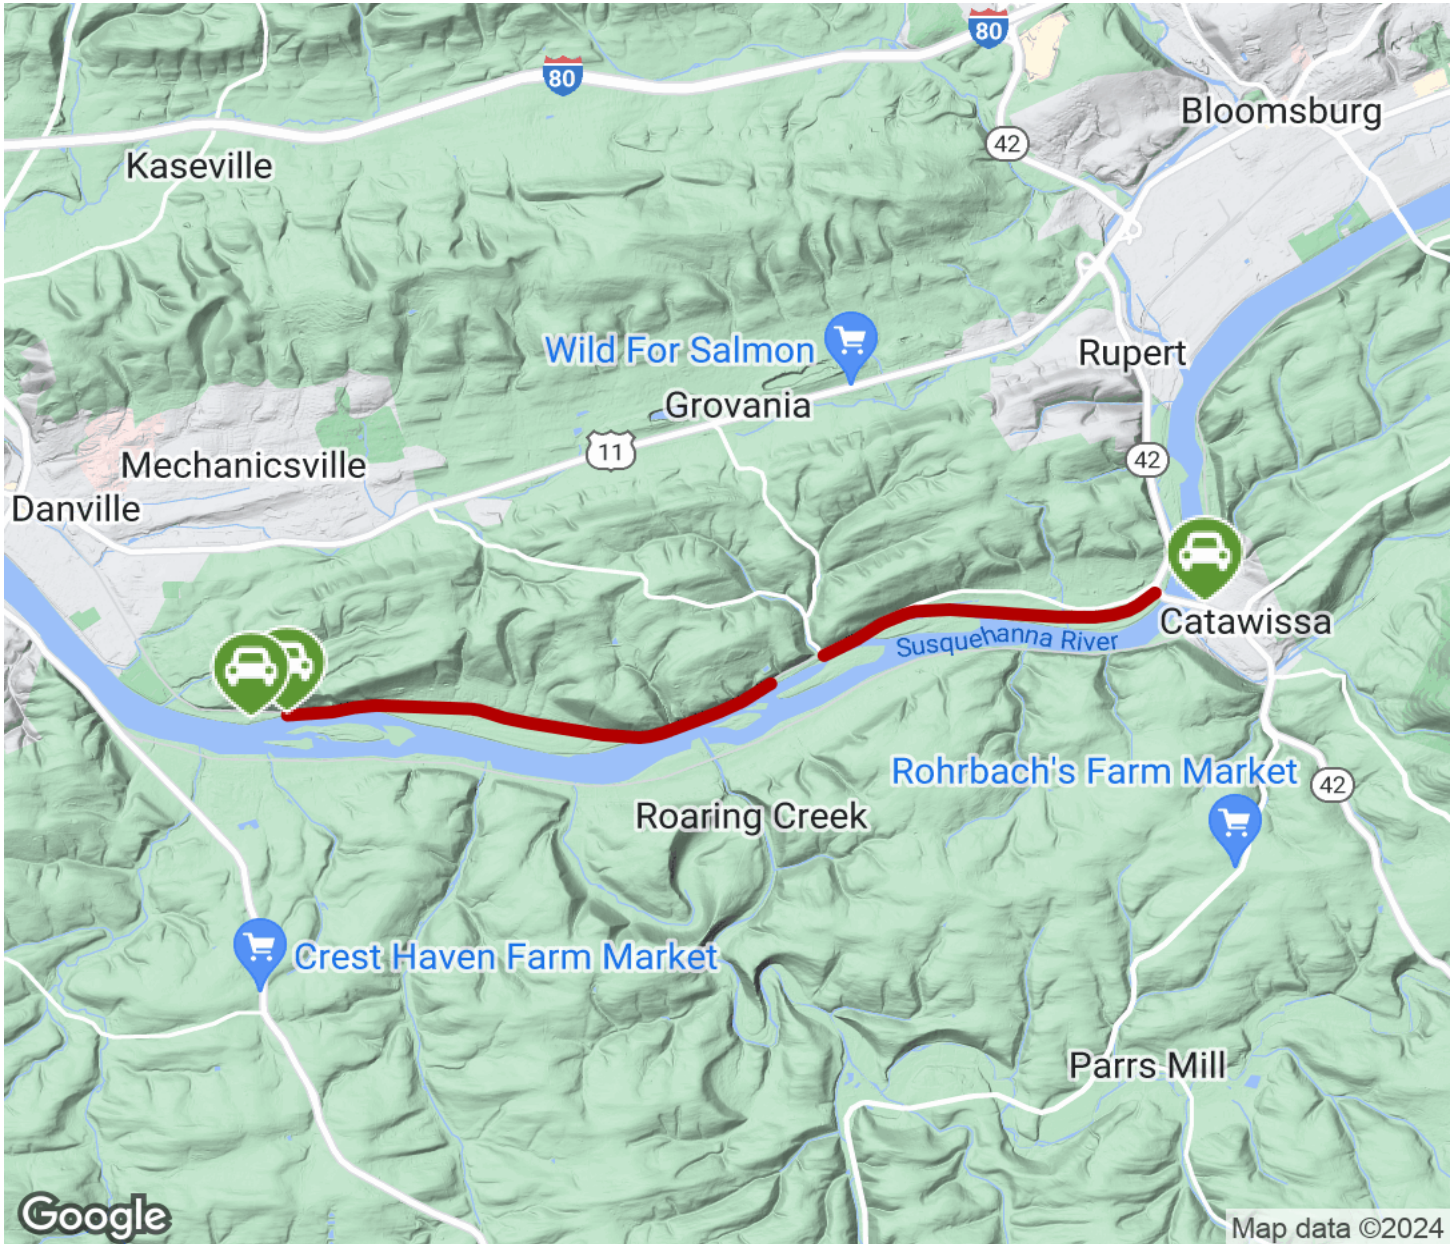 80
80
Bloomsburg
42
Kaseville
Wild For Salmon
Rupert
Grovania
11
42
Mechanicsville
Danville
Catawissa
Susquehanna River
Rohrbach's Farm Market
42
Roaring Creek
Crest Haven Farm Market
Parrs Mill
Google
Map data ©2024